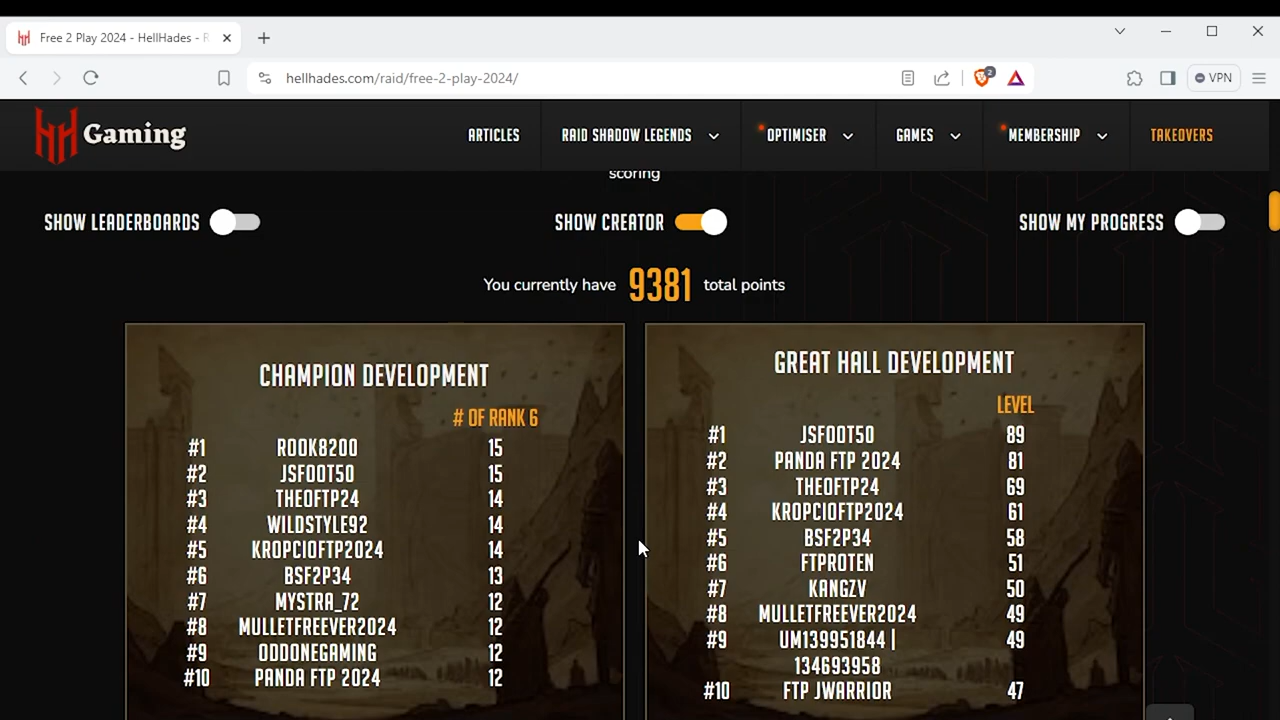 Free 2 Play 2024 - HellHades - R
hellhades.com/raid/free-2-play-2024/
2
VPN
Gaming
ARTICLES
RAID SHADOW LEGENDS
OPTIMISER
GAMES
MEMBERSHIP
TAKEOVERS
scoring
SHOW LEADERBOARDS
SHOW CREATOR
SHOW MY PROGRESS
You currently have 9381 total points
CHAMPION DEVELOPMENT
# OF RANK 6
#1 ROOK8200 15
#2 JSFOOT50 15
#3 THEOFTP24 14
#4 WILDSTYLE92 14
#5 KROPCIOFTP2024 14
#6 BSF2P34 13
#7 MYSTRA_72 12
#8 MULLETFREEVER2024 12
#9 ODDONEGAMING 12
#10 PANDA FTP 2024 12
GREAT HALL DEVELOPMENT
LEVEL
#1 JSFOOT50 89
#2 PANDA FTP 2024 81
#3 THEOFTP24 69
#4 KROPCIOFTP2024 61
#5 BSF2P34 58
#6 FTPROTEN 51
#7 KANGZV 50
#8 MULLETFREEVER2024 49
#9 UM139951844 | 49
134693958
#10 FTP JWARRIOR 47